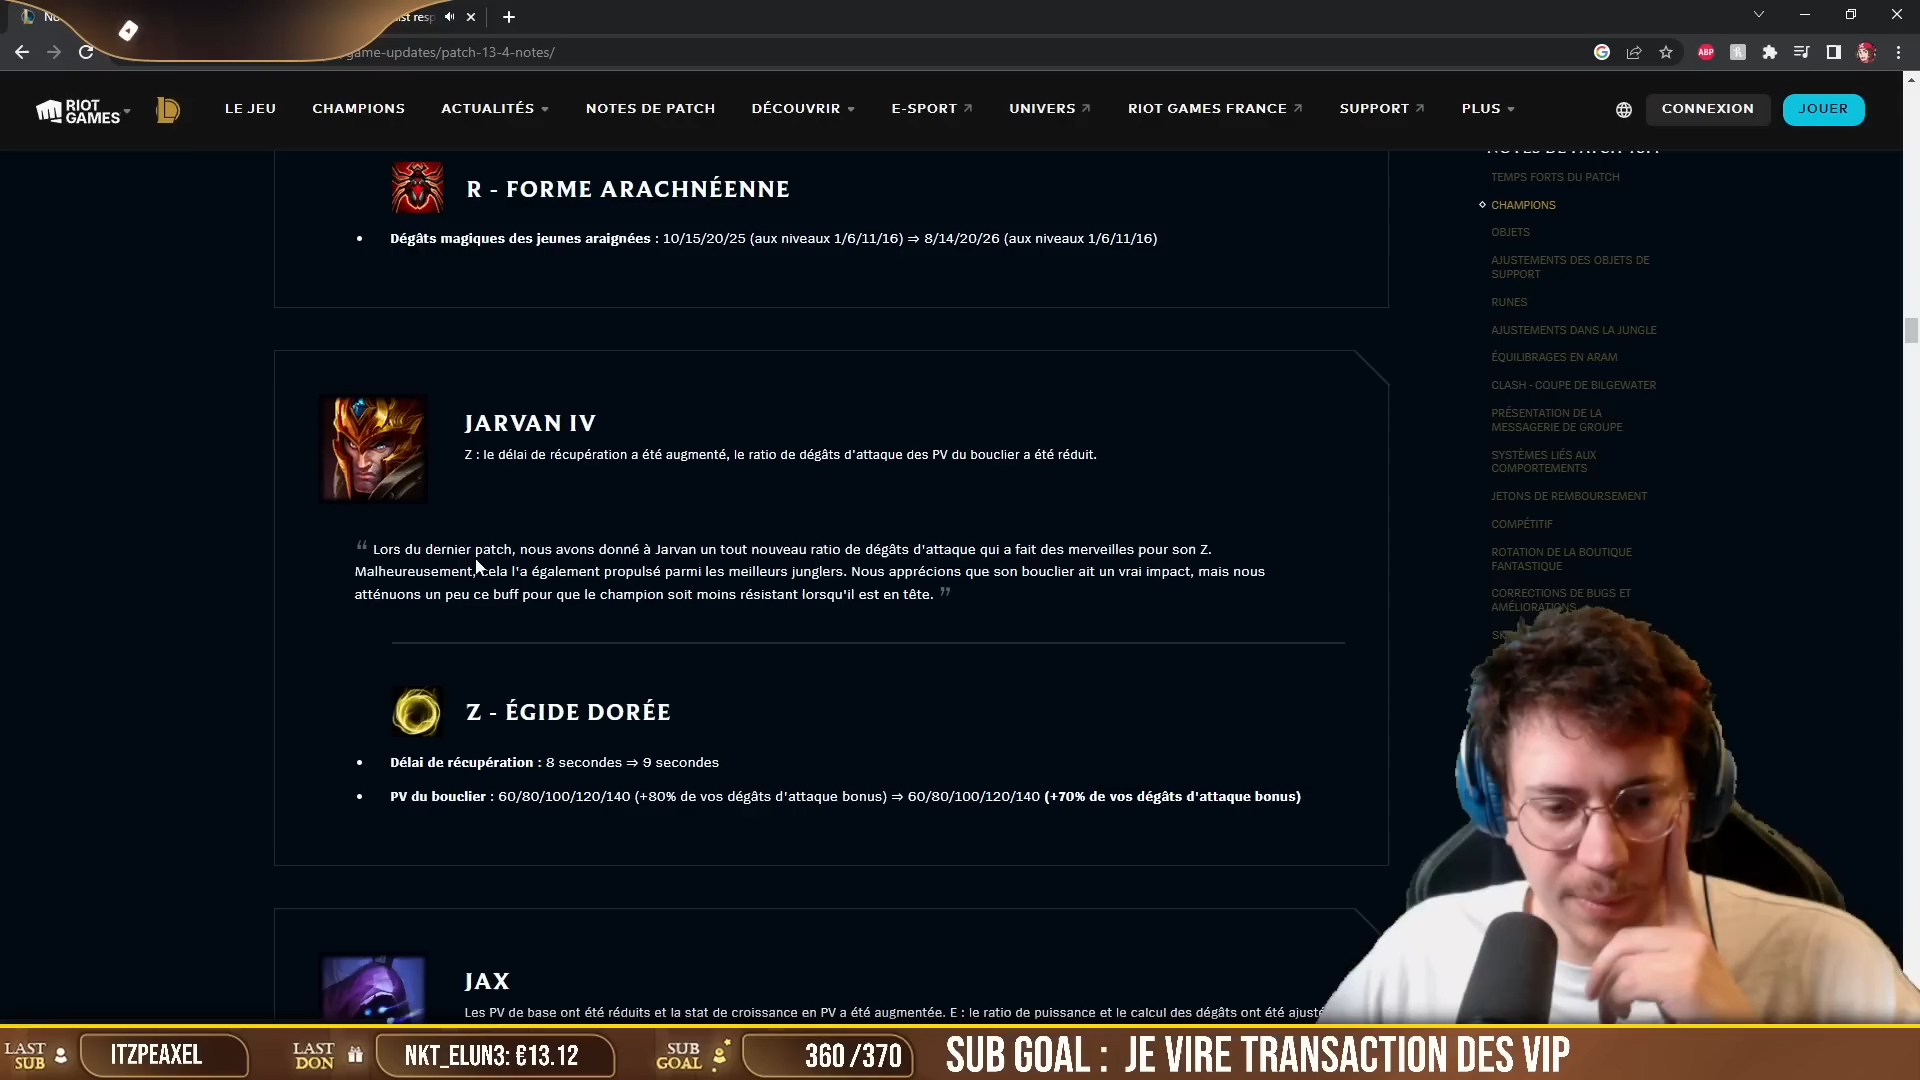 game-updates/patch-13-4-notes/
RIOT GAMES
LE JEU
CHAMPIONS
ACTUALITÉS
NOTES DE PATCH
DÉCOUVRIR
E-SPORT
UNIVERS
RIOT GAMES FRANCE
SUPPORT
PLUS
CONNEXION
JOUER
R - FORME ARACHNÉENNE
• Dégâts magiques des jeunes araignées : 10/15/20/25 (aux niveaux 1/6/11/16) ⇒ 8/14/20/26 (aux niveaux 1/6/11/16)
JARVAN IV
Z : le délai de récupération a été augmenté, le ratio de dégâts d'attaque des PV du bouclier a été réduit.
“ Lors du dernier patch, nous avons donné à Jarvan un tout nouveau ratio de dégâts d'attaque qui a fait des merveilles pour son Z.
Malheureusement, cela l'a également propulsé parmi les meilleurs junglers. Nous apprécions que son bouclier ait un vrai impact, mais nous
atténuons un peu ce buff pour que le champion soit moins résistant lorsqu'il est en tête. ”
Z - ÉGIDE DORÉE
• Délai de récupération : 8 secondes ⇒ 9 secondes
• PV du bouclier : 60/80/100/120/140 (+80% de vos dégâts d'attaque bonus) ⇒ 60/80/100/120/140 (+70% de vos dégâts d'attaque bonus)
JAX
Les PV de base ont été réduits et la stat de croissance en PV a été augmentée. E : le ratio de puissance et le calcul des dégâts ont été
NOTES DE PATCH 13.4
TEMPS FORTS DU PATCH
CHAMPIONS
OBJETS
AJUSTEMENTS DES OBJETS DE
SUPPORT
RUNES
AJUSTEMENTS DANS LA JUNGLE
ÉQUILIBRAGES EN ARAM
CLASH - COUPE DE BILGEWATER
PRÉSENTATION DE LA
MESSAGERIE DE GROUPE
SYSTÈMES LIÉS AUX
COMPORTEMENTS
JETONS DE REMBOURSEMENT
COMPÉTITIF
ROTATION DE LA BOUTIQUE
FANTASTIQUE
CORRECTIONS DE BUGS ET
AMÉLIORATIONS
ABP
LAST SUB
ITZPEAXEL
LAST DON
NKT_ELUN3: €13.12
SUB GOAL
360 /370
SUB GOAL : JE VIRE TRANSACTION DES VIP